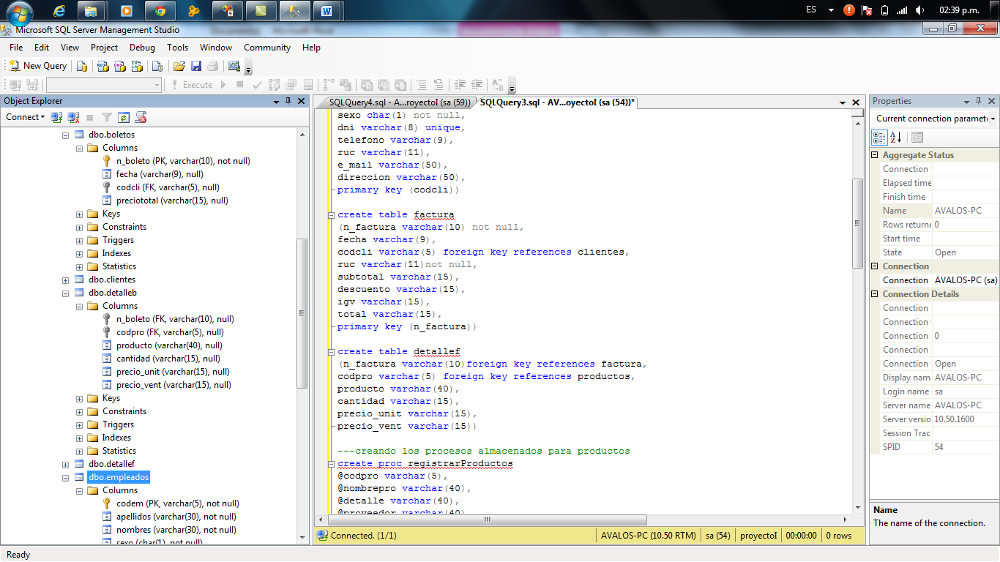 ES
02:39 p.m.
Microsoft SQL Server Management Studio
File Edit View Project Debug Tools Window Community Help
New Query
Execute
Object Explorer
Connect
dbo.boletos
Columns
n_boleto (PK, varchar(10), not null)
fecha (varchar(9), null)
codcli (FK, varchar(5), null)
preciototal (varchar(15), null)
Keys
Constraints
Triggers
Indexes
Statistics
dbo.clientes
dbo.detalleb
Columns
n_boleto (FK, varchar(10), null)
codpro (FK, varchar(5), null)
producto (varchar(40), null)
cantidad (varchar(15), null)
precio_unit (varchar(15), null)
precio_vent (varchar(15), null)
Keys
Constraints
Triggers
Indexes
Statistics
dbo.detallef
dbo.empleados
Columns
codem (PK, varchar(5), not null)
apellidos (varchar(30), not null)
nombres (varchar(30), not null)
sexo (char(1), not null)
SQLQuery4.sql - A...royectoI (sa (59))
SQLQuery3.sql - AV...oyectoI (sa (54))*
sexo char(1) not null,
dni varchar(8) unique,
telefono varchar(9),
ruc varchar(11),
e_mail varchar(50),
direccion varchar(50),
primary key (codcli))
create table factura
(n_factura varchar(10) not null,
fecha varchar(9),
codcli varchar(5) foreign key references clientes,
ruc varchar(11)not null,
subtotal varchar(15),
descuento varchar(15),
igv varchar(15),
total varchar(15),
primary key (n_factura))
create table detallef
(n_factura varchar(10)foreign key references factura,
codpro varchar(5) foreign key references productos,
producto varchar(40),
cantidad varchar(15),
precio_unit varchar(15),
precio_vent varchar(15))
---creando los procesos almacenados para productos
create proc registrarProductos
@codpro varchar(5),
@nombrepro varchar(40),
@detalle varchar(40),
@proveedor varchar(40)
Connected. (1/1)
AVALOS-PC (10.50 RTM)
sa (54)
proyectoI
00:00:00
0 rows
Properties
Current connection paramet
Aggregate Status
Connection
Elapsed time
Finish time
Name AVALOS-PC
Rows returne 0
Start time
State Open
Connection
Connection AVALOS-PC (sa)
Connection Details
Connection
Connection
Connection 0
Connection
Connection Open
Display nam AVALOS-PC
Login name sa
Server name AVALOS-PC
Server versio 10.50.1600
Session Trac
SPID 54
Name
The name of the connection.
Ready